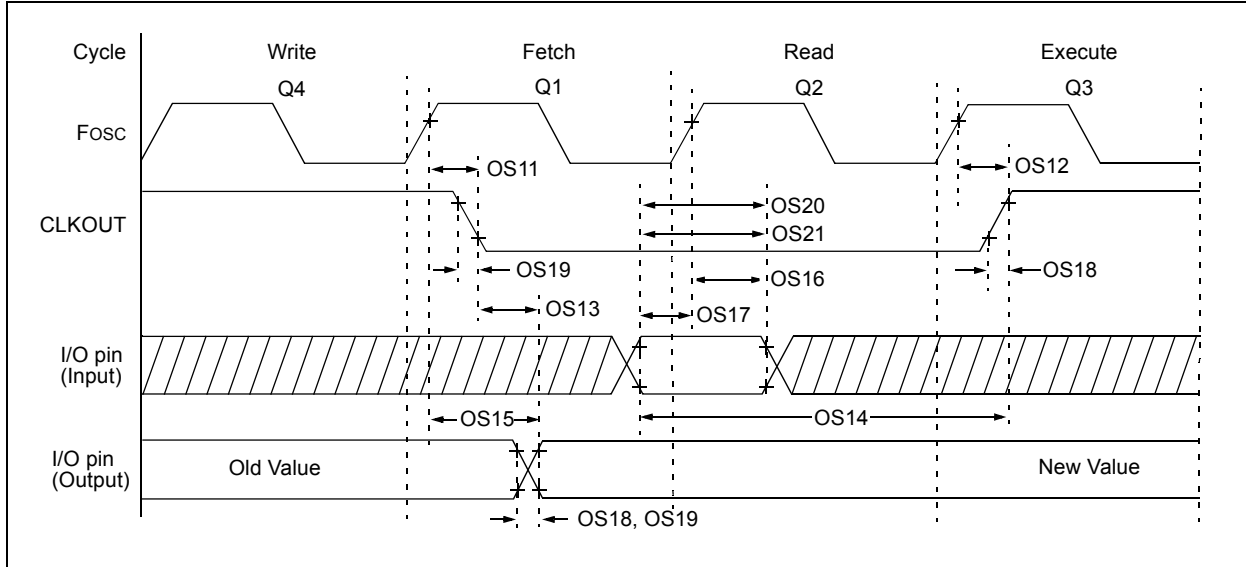 Cycle Write Fetch Read Execute
Q4 Q1 Q2 Q3
FOSC
OS11 OS12
CLKOUT
OS20
OS21
OS19 OS16 OS18
OS13 OS17
I/O pin
(Input)
OS15 OS14
I/O pin
(Output)
Old Value New Value
OS18, OS19